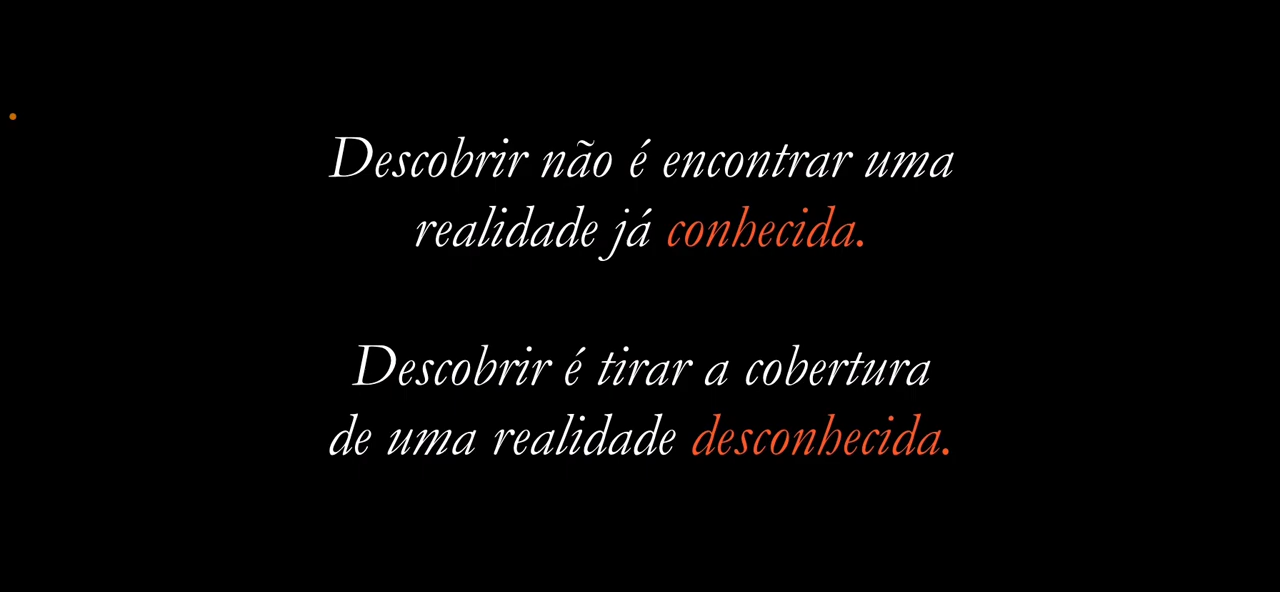 Descobrir não é encontrar uma
realidade já conhecida.
Descobrir é tirar a cobertura
de uma realidade desconhecida.